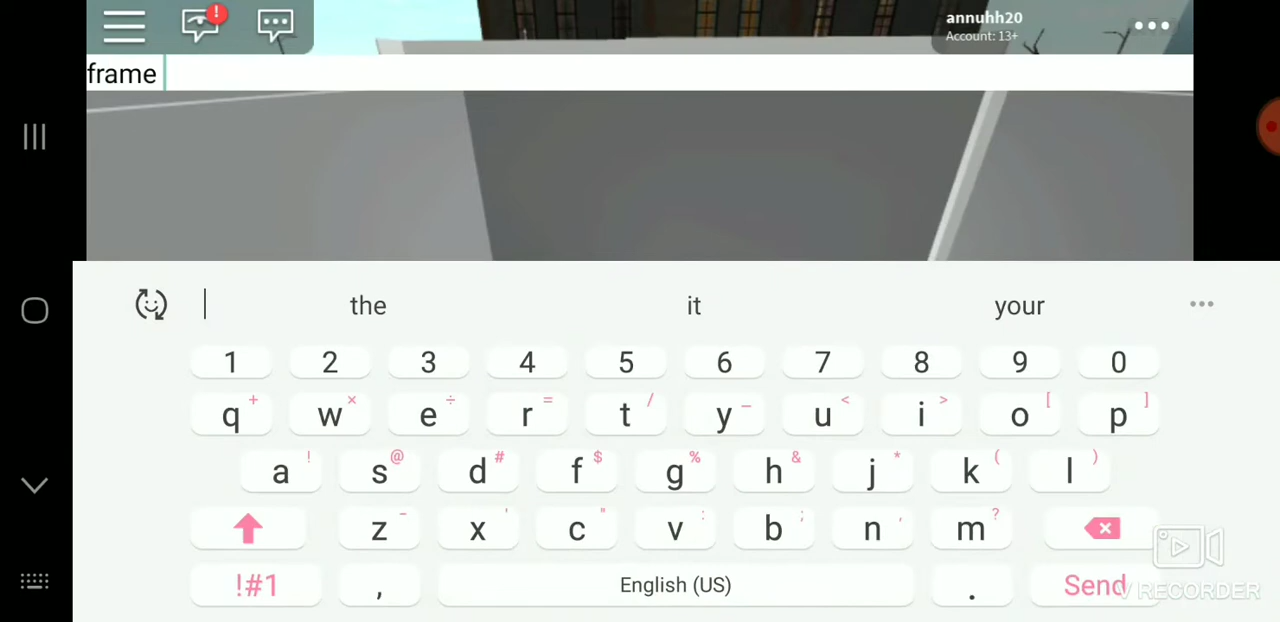 !
annuhh20
Account: 13+
frame
the it your
1 2 3 4 5 6 7 8 9 0
q + w × e ÷ r = t / y _ u < i > o [ p ]
a ! s @ d # f $ g % h & j * k ( l )
z - x ' c " v : b ; n , m ?
!#1 , English (US) . Send
V RECORDER